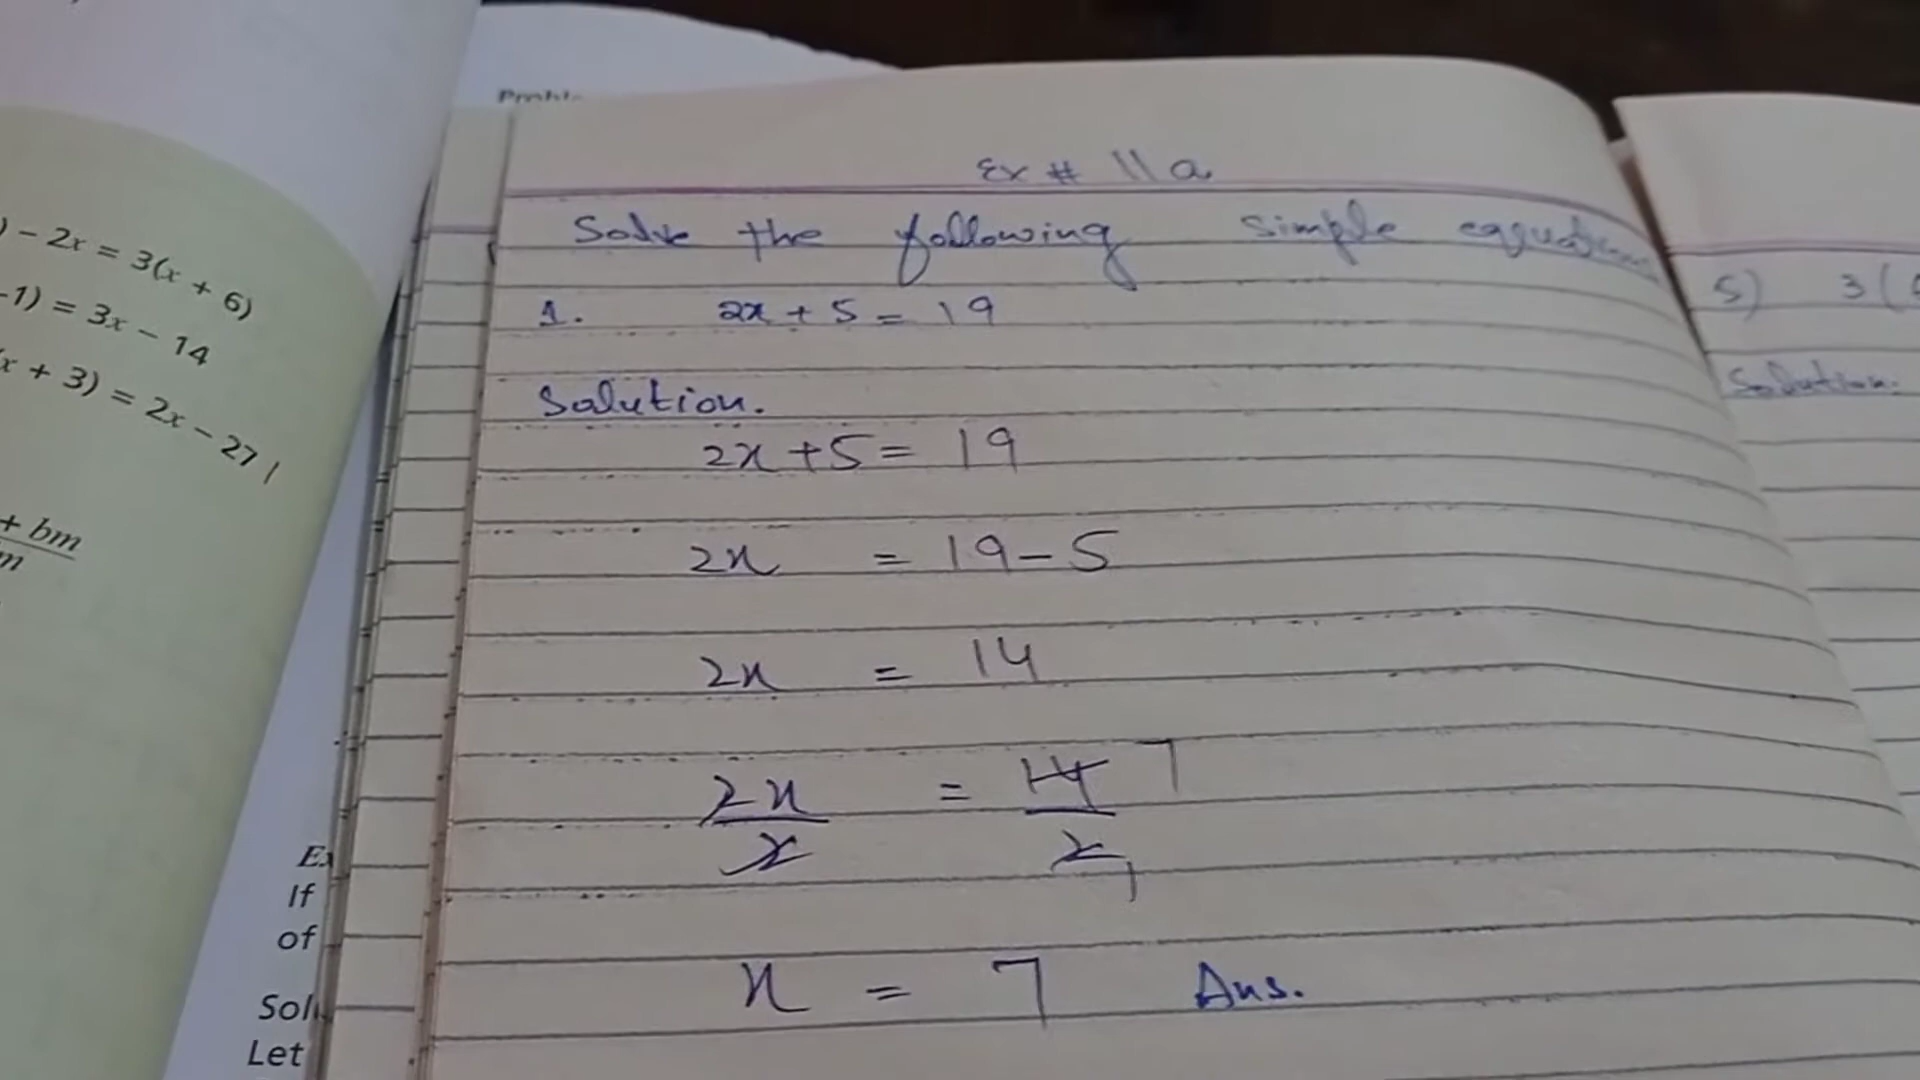 ) − 2x = 3(x + 6)
-1) = 3x − 14
x + 3) = 2x − 27
+ bm
m
If
of
Let
Ex # 11a
Solve the following simple
1. 2x + 5 = 19
Solution.
2x + 5 = 19
2x = 19 - 5
2x = 14
2x/2 = 14/2 7
1
x = 7 Ans.
5) 3(
Solution: